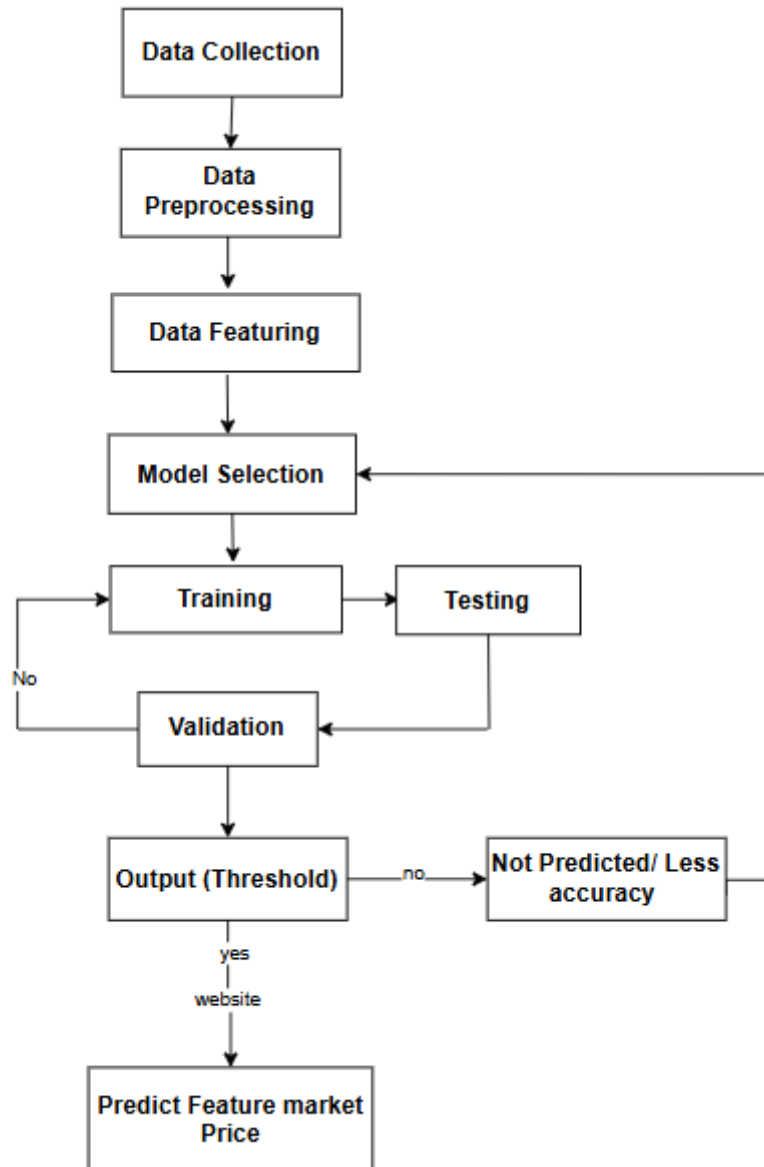 Data Collection
Data
Preprocessing
Data Featuring
Model Selection
Training
Testing
No
Validation
Output (Threshold)
no
Not Predicted/ Less
accuracy
yes
website
Predict Feature market
Price